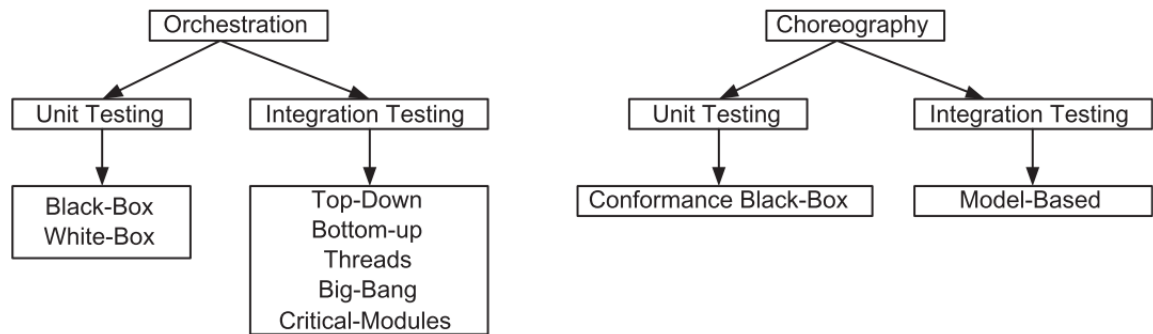 Orchestration
Choreography
Unit Testing
Integration Testing
Unit Testing
Integration Testing
Black-Box
White-Box
Top-Down
Bottom-up
Threads
Big-Bang
Critical-Modules
Conformance Black-Box
Model-Based